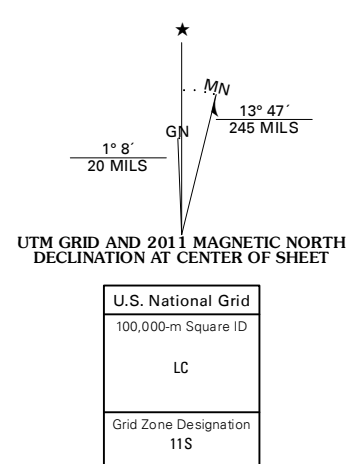 MN
GN
13° 47´
245 MILS
1° 8´
20 MILS
UTM GRID AND 2011 MAGNETIC NORTH
DECLINATION AT CENTER OF SHEET
U.S. National Grid
100,000-m Square ID
LC
Grid Zone Designation
11S